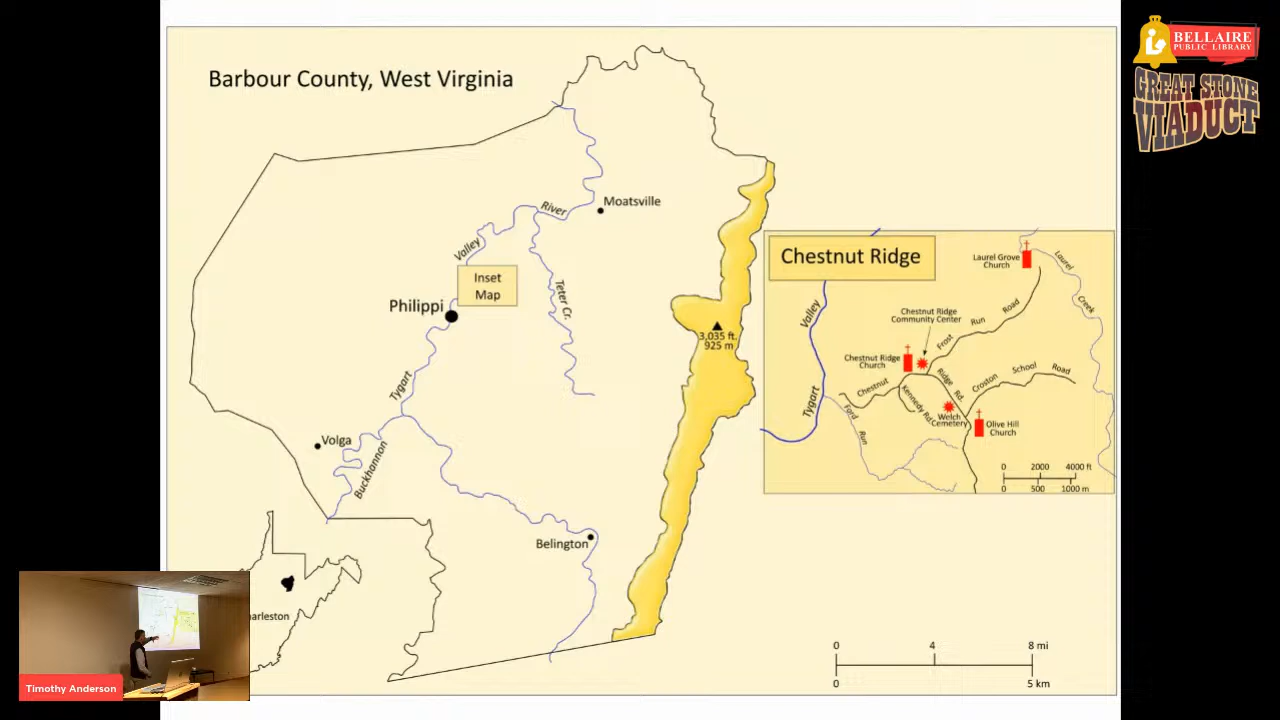 BELLAIRE
PUBLIC LIBRARY
GREAT STONE
VIADUCT
Barbour County, West Virginia
River
Moatsville
Valley
Inset
Map
Teter Cr.
Philippi
3,035 ft.
925 m
Tygart
Volga
Buckhannon
Belington
arleston
Chestnut Ridge
Laurel Grove
Church
Laurel
Creek
Valley
Chestnut Ridge
Community Center
Frost Run Road
Chestnut Ridge
Church
Chestnut Ridge Rd.
Croston School Road
Kennedy Rd.
Tygart
Welch
Cemetery
Ford Run
Olive Hill
Church
0 2000 4000 ft
0 500 1000 m
0 4 8 mi
0 5 km
Timothy Anderson